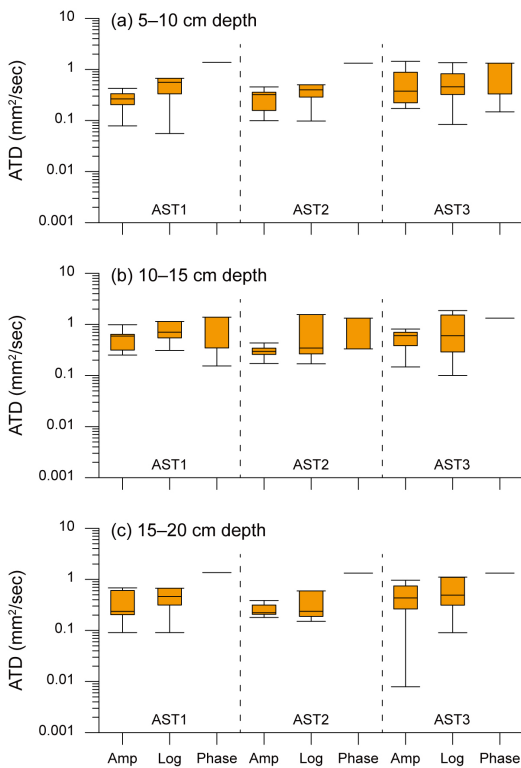 (a) 5–10 cm depth
10
1
0.1
0.01
0.001
ATD (mm²/sec)
AST1 AST2 AST3
(b) 10–15 cm depth
10
1
0.1
0.01
0.001
ATD (mm²/sec)
AST1 AST2 AST3
(c) 15–20 cm depth
10
1
0.1
0.01
0.001
ATD (mm²/sec)
AST1 AST2 AST3
Amp Log Phase Amp Log Phase Amp Log Phase